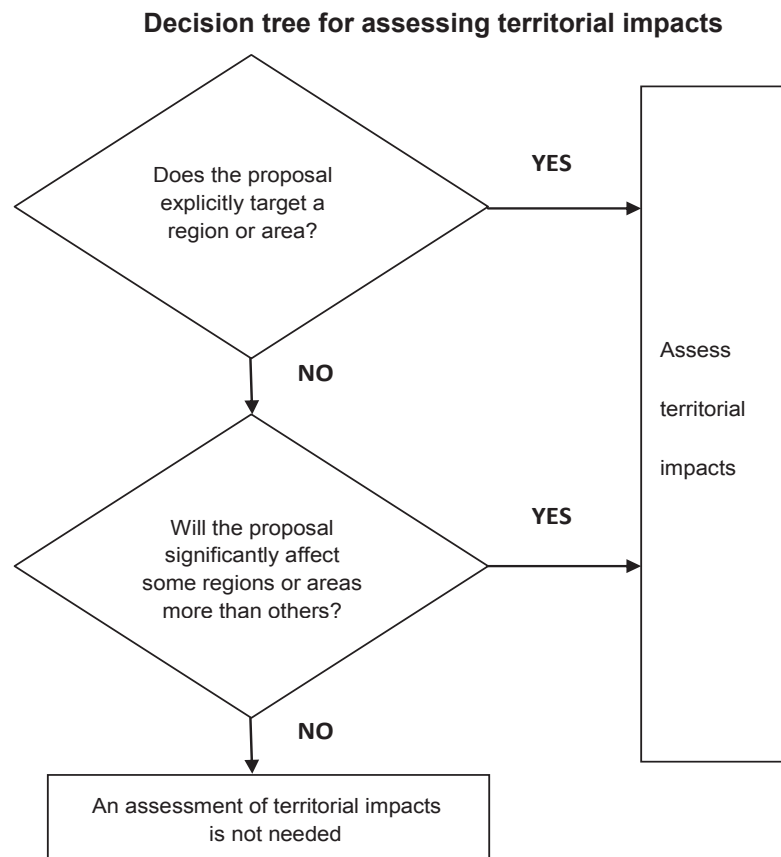 Decision tree for assessing territorial impacts
Does the proposal
explicitly target a
region or area?
YES
NO
Assess
territorial
impacts
Will the proposal
significantly affect
some regions or areas
more than others?
YES
NO
An assessment of territorial impacts
is not needed